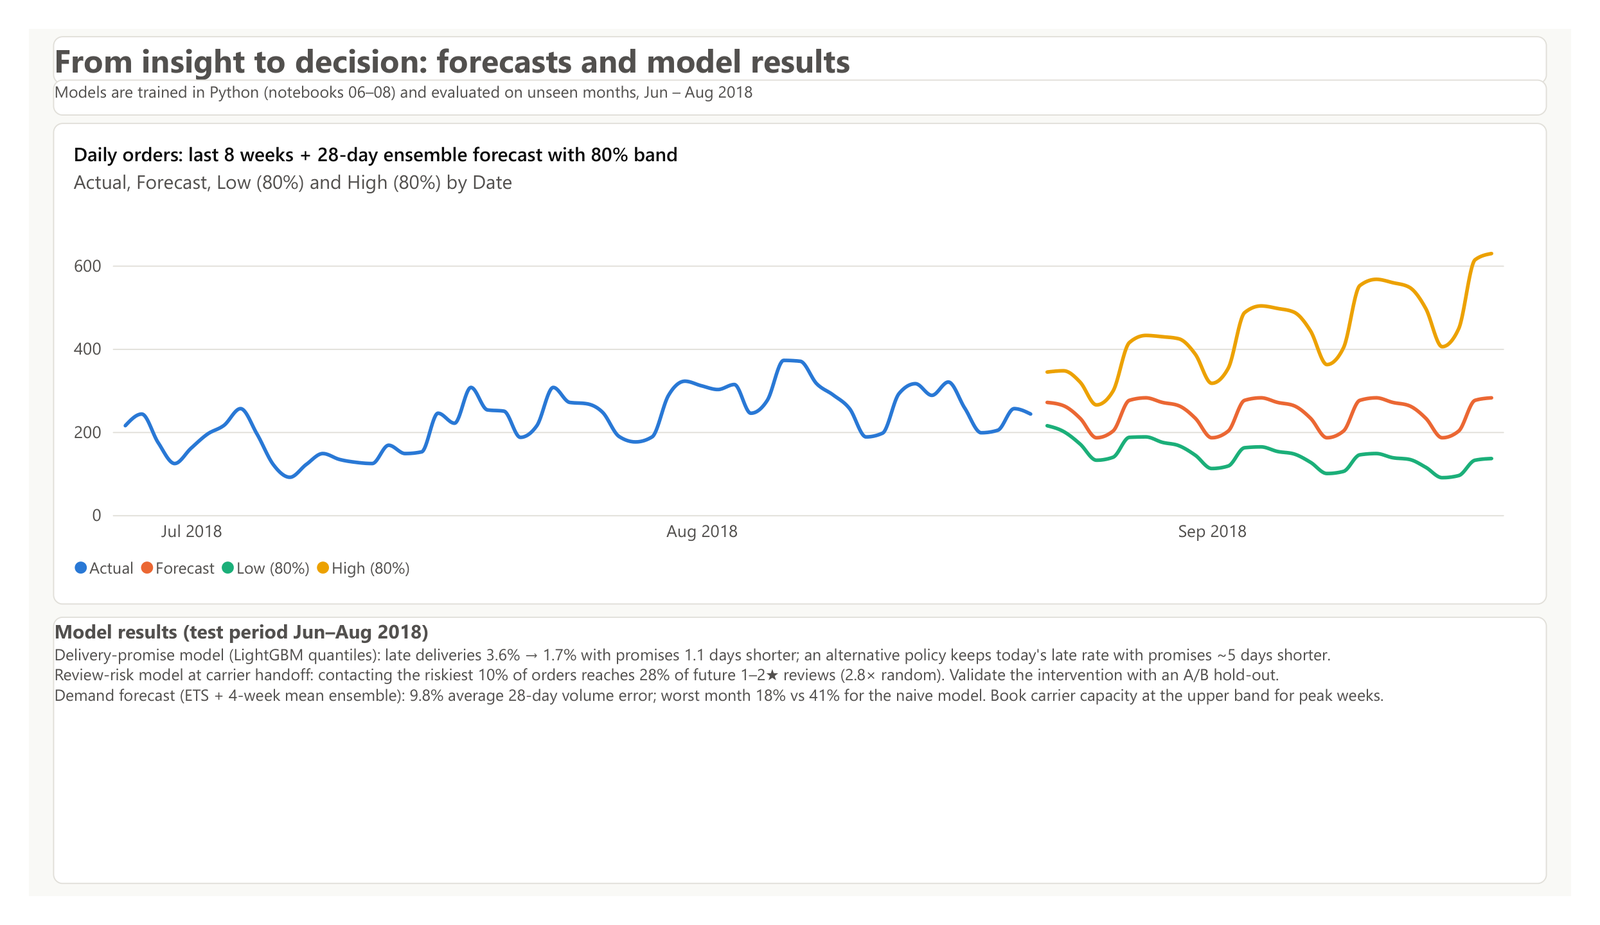 From insight to decision: forecasts and model results
Models are trained in Python (notebooks 06–08) and evaluated on unseen months, Jun – Aug 2018
Daily orders: last 8 weeks + 28-day ensemble forecast with 80% band
Actual, Forecast, Low (80%) and High (80%) by Date
600
400
200
0
Jul 2018 Aug 2018 Sep 2018
Actual Forecast Low (80%) High (80%)
Model results (test period Jun–Aug 2018)
Delivery-promise model (LightGBM quantiles): late deliveries 3.6% → 1.7% with promises 1.1 days shorter; an alternative policy keeps today's late rate with promises ~5 days shorter.
Review-risk model at carrier handoff: contacting the riskiest 10% of orders reaches 28% of future 1–2★ reviews (2.8× random). Validate the intervention with an A/B hold-out.
Demand forecast (ETS + 4-week mean ensemble): 9.8% average 28-day volume error; worst month 18% vs 41% for the naive model. Book carrier capacity at the upper band for peak weeks.